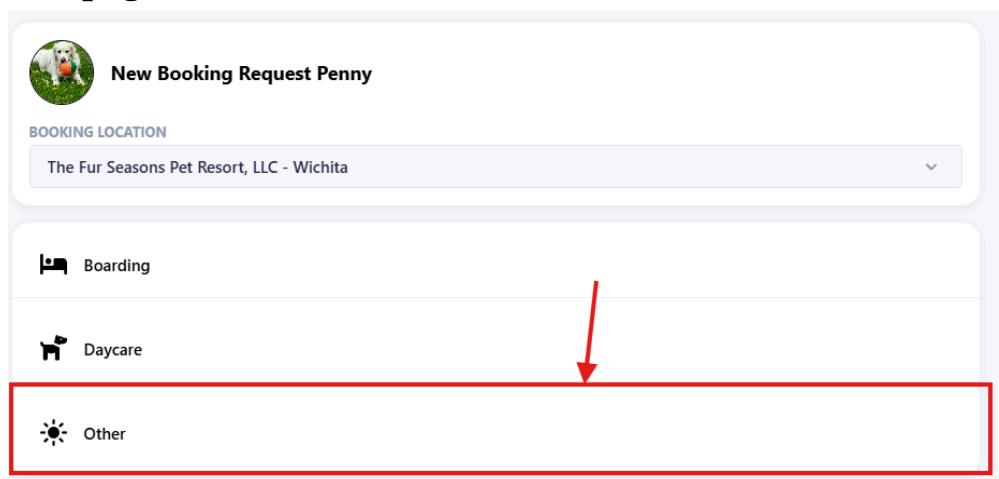 New Booking Request Penny
BOOKING LOCATION
The Fur Seasons Pet Resort, LLC - Wichita
Boarding
Daycare
Other